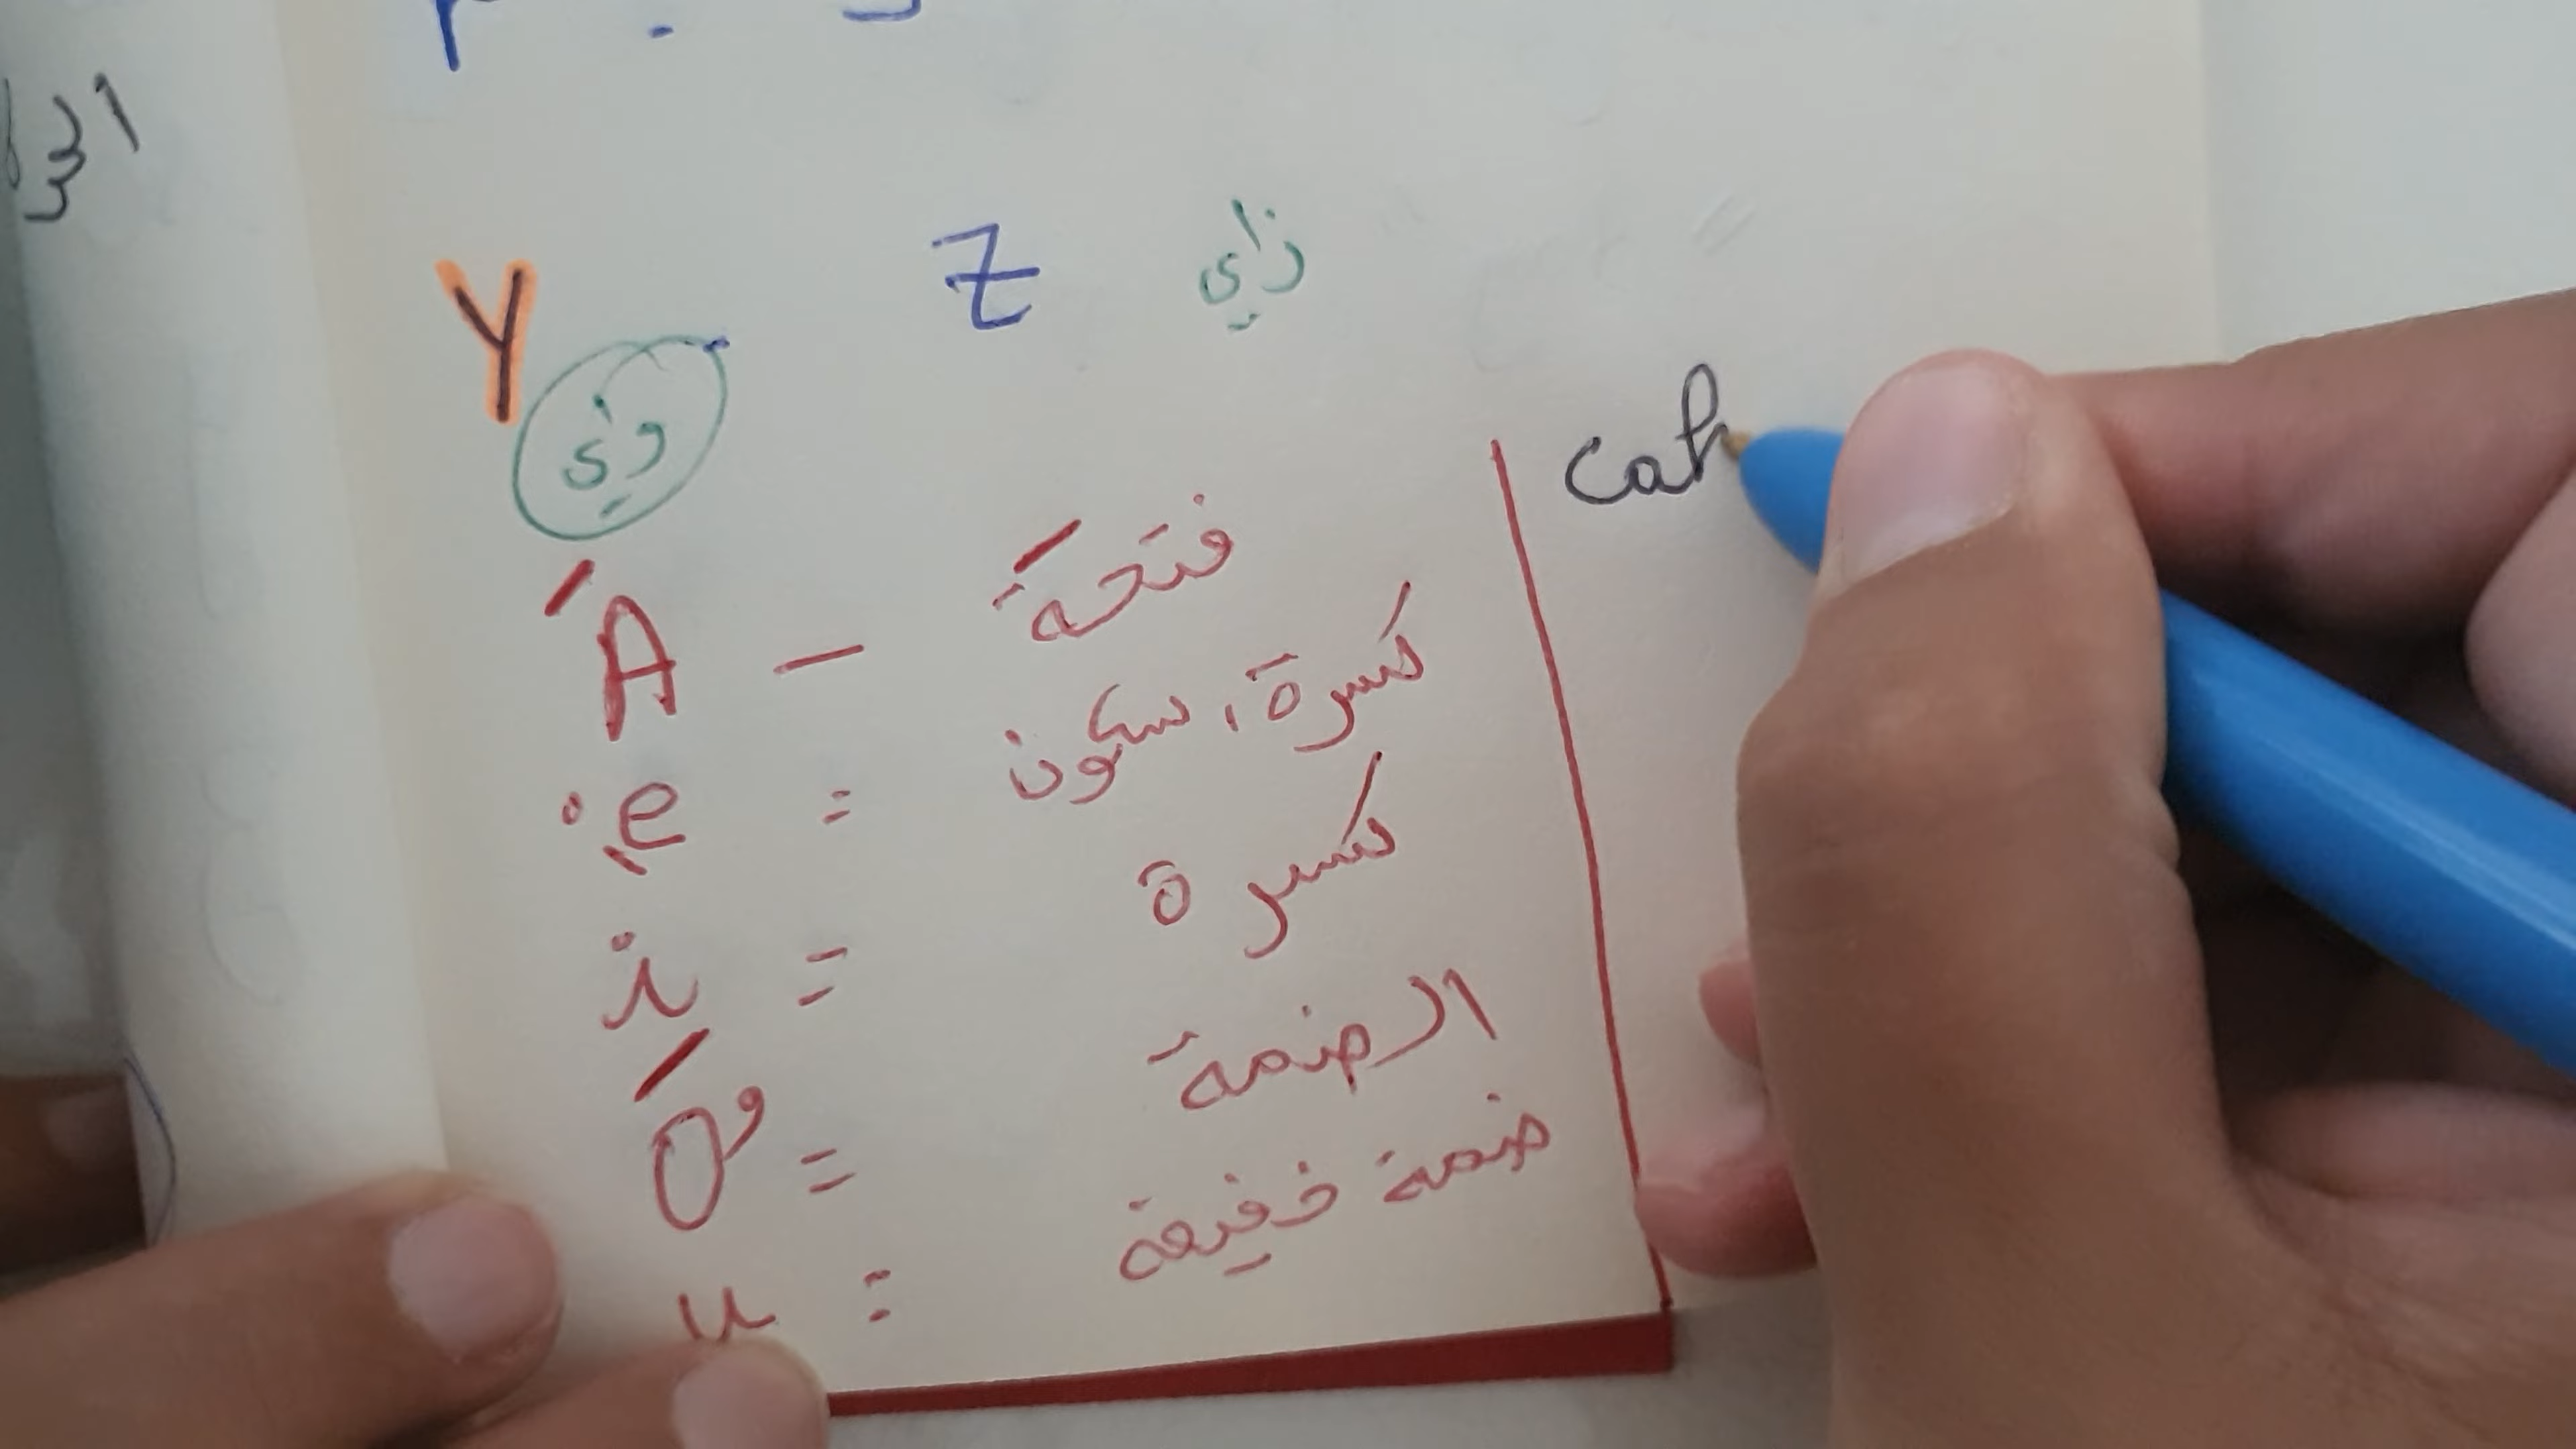 Z زاي
Y
واي
cah
A - فتحة
e = كسرة، سكون
i = كسرة
O = الضمة
u = ضمة خفيفة